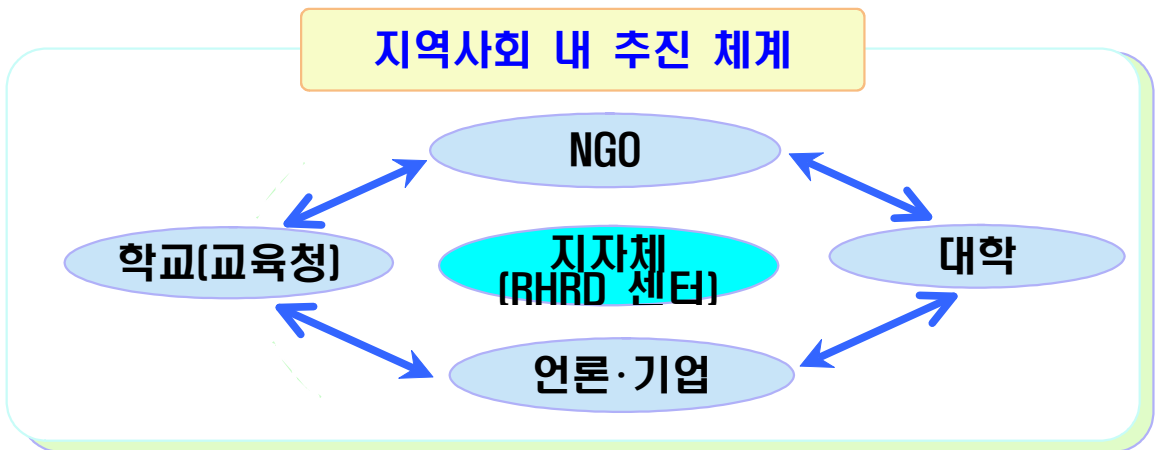 지역사회 내 추진 체계
NGO
학교(교육청)
지자체
(RHRD 센터)
대학
언론·기업